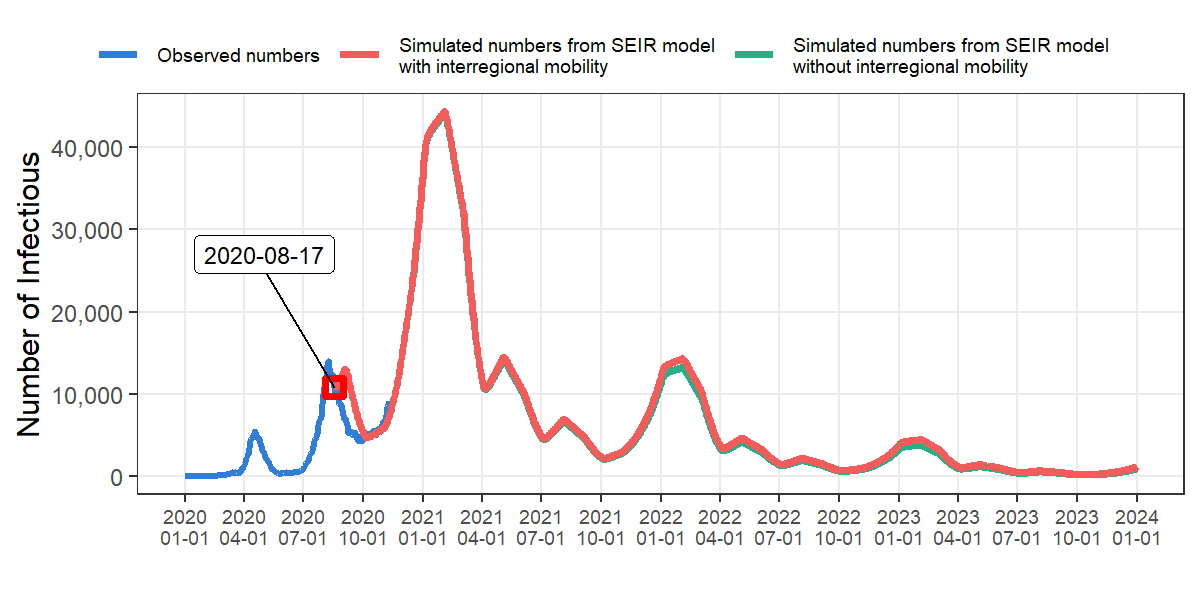 Observed numbers
Simulated numbers from SEIR model
with interregional mobility
Simulated numbers from SEIR model
without interregional mobility
Number of Infectious
40,000
30,000
20,000
10,000
0
2020-08-17
2020 2020 2020 2020 2021 2021 2021 2021 2022 2022 2022 2022 2023 2023 2023 2023 2024
01-01 04-01 07-01 10-01 01-01 04-01 07-01 10-01 01-01 04-01 07-01 10-01 01-01 04-01 07-01 10-01 01-01